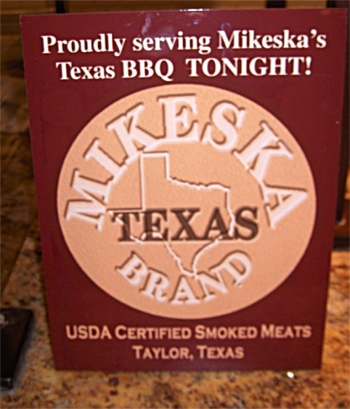 Proudly serving Mikeska's
Texas BBQ TONIGHT!
MIKESKA
TEXAS
BRAND
USDA CERTIFIED SMOKED MEATS
TAYLOR, TEXAS